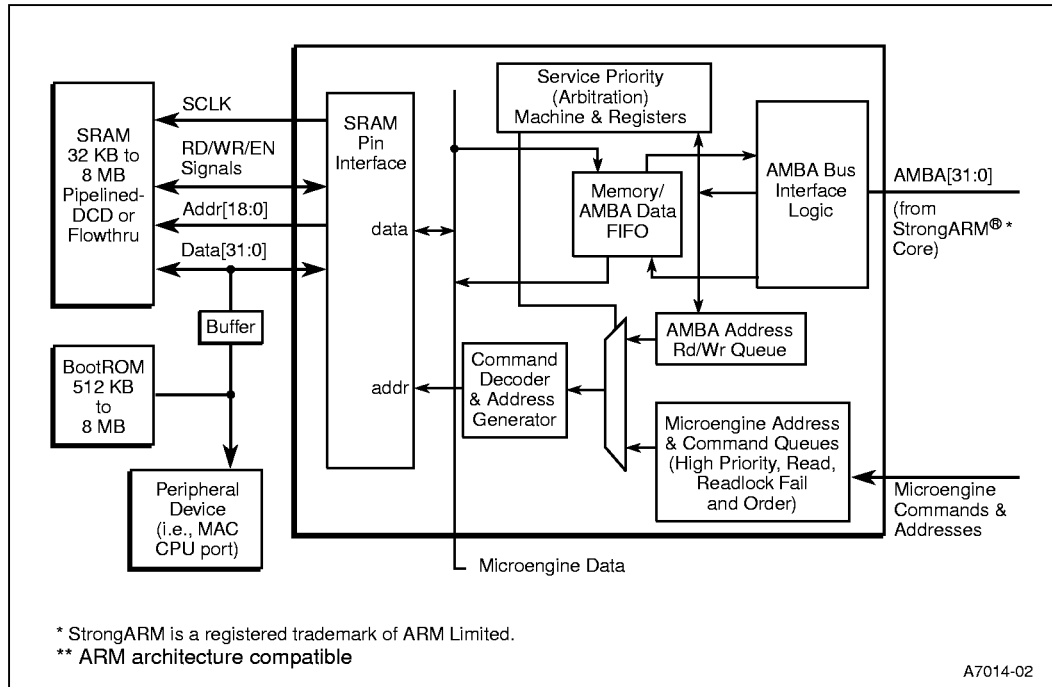 SRAM
32 KB to
8 MB
Pipelined-
DCD or
Flowthru
SCLK
RD/WR/EN
Signals
Addr[18:0]
Data[31:0]
Buffer
BootROM
512 KB
to
8 MB
Peripheral
Device
(i.e., MAC
CPU port)
SRAM
Pin
Interface
data
addr
Service Priority
(Arbitration)
Machine & Registers
Memory/
AMBA Data
FIFO
AMBA Bus
Interface
Logic
AMBA[31:0]
(from
StrongARM® *
Core)
AMBA Address
Rd/Wr Queue
Command
Decoder
& Address
Generator
Microengine Address
& Command Queues
(High Priority, Read,
Readlock Fail
and Order)
Microengine
Commands &
Addresses
Microengine Data
* StrongARM is a registered trademark of ARM Limited.
** ARM architecture compatible
A7014-02